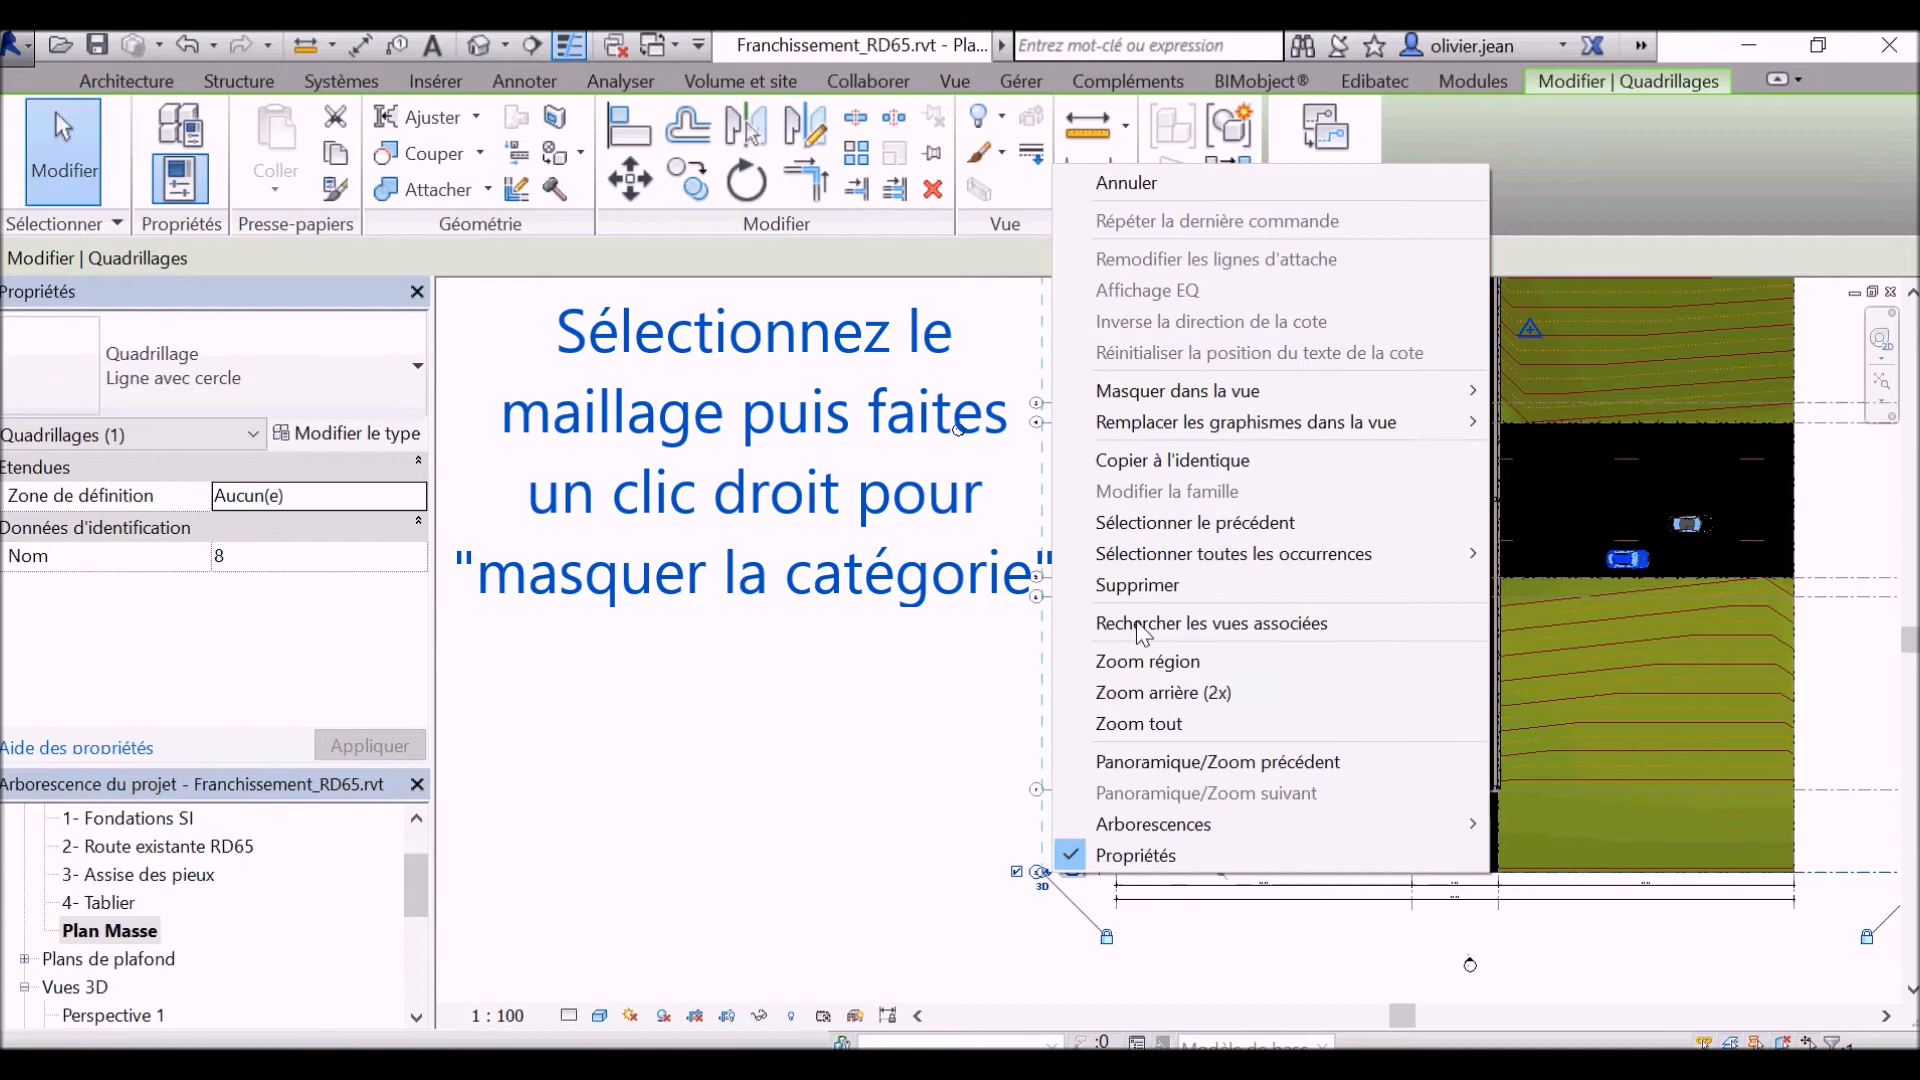 Franchissement_RD65.rvt - Pla...
Entrez mot-clé ou expression
olivier.jean
Architecture
Structure
Systèmes
Insérer
Annoter
Analyser
Volume et site
Collaborer
Vue
Gérer
Compléments
BIMobject®
Edibatec
Modules
Modifier | Quadrillages
Modifier
Coller
Ajuster
Couper
Attacher
Sélectionner
Propriétés
Presse-papiers
Géométrie
Modifier
Vue
Modifier | Quadrillages
Propriétés
Quadrillage
Ligne avec cercle
Quadrillages (1)
Modifier le type
Etendues
Zone de définition
Aucun(e)
Données d'identification
Nom
8
Aide des propriétés
Appliquer
Arborescence du projet - Franchissement_RD65.rvt
1- Fondations SI
2- Route existante RD65
3- Assise des pieux
4- Tablier
Plan Masse
Plans de plafond
Vues 3D
Perspective 1
Sélectionnez le
maillage puis faites
un clic droit pour
"masquer la catégorie"
Annuler
Répéter la dernière commande
Remodifier les lignes d'attache
Affichage EQ
Inverse la direction de la cote
Réinitialiser la position du texte de la cote
Masquer dans la vue
Remplacer les graphismes dans la vue
Copier à l'identique
Modifier la famille
Sélectionner le précédent
Sélectionner toutes les occurrences
Supprimer
Rechercher les vues associées
Zoom région
Zoom arrière (2x)
Zoom tout
Panoramique/Zoom précédent
Panoramique/Zoom suivant
Arborescences
Propriétés
2D
3D
1 : 100
:0
Modèle de base